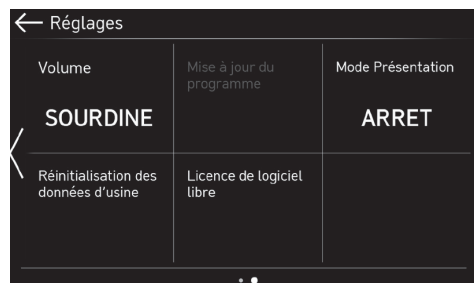 ← Réglages
Volume
SOURDINE
Mise à jour du
programme
Mode Présentation
ARRET
Réinitialisation des
données d'usine
Licence de logiciel
libre